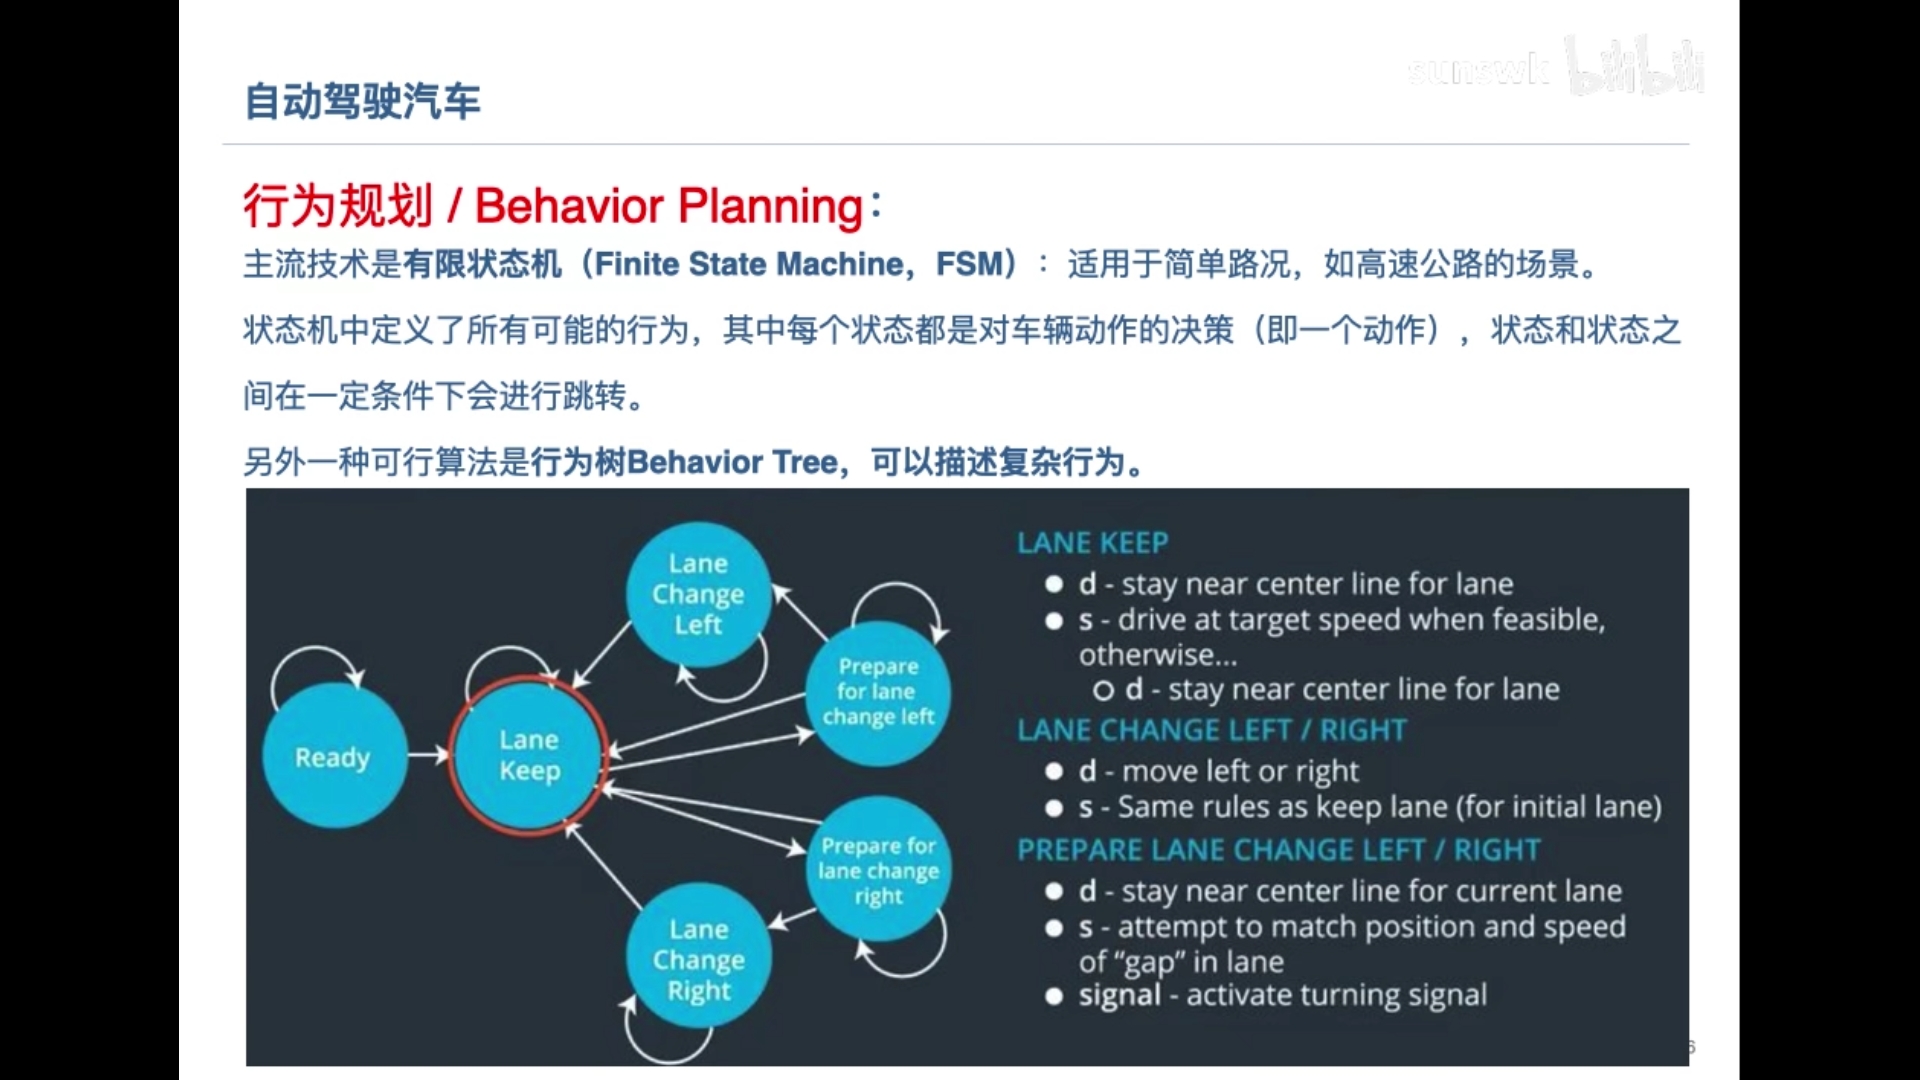 sunswk bilibili
自动驾驶汽车
行为规划 / Behavior Planning：
主流技术是有限状态机（Finite State Machine，FSM）：适用于简单路况，如高速公路的场景。
状态机中定义了所有可能的行为，其中每个状态都是对车辆动作的决策（即一个动作），状态和状态之
间在一定条件下会进行跳转。
另外一种可行算法是行为树Behavior Tree，可以描述复杂行为。
Ready
Lane
Keep
Lane
Change
Left
Prepare
for lane
change left
Prepare for
lane change
right
Lane
Change
Right
LANE KEEP
d - stay near center line for lane
s - drive at target speed when feasible,
otherwise...
d - stay near center line for lane
LANE CHANGE LEFT / RIGHT
d - move left or right
s - Same rules as keep lane (for initial lane)
PREPARE LANE CHANGE LEFT / RIGHT
d - stay near center line for current lane
s - attempt to match position and speed
of “gap” in lane
signal - activate turning signal